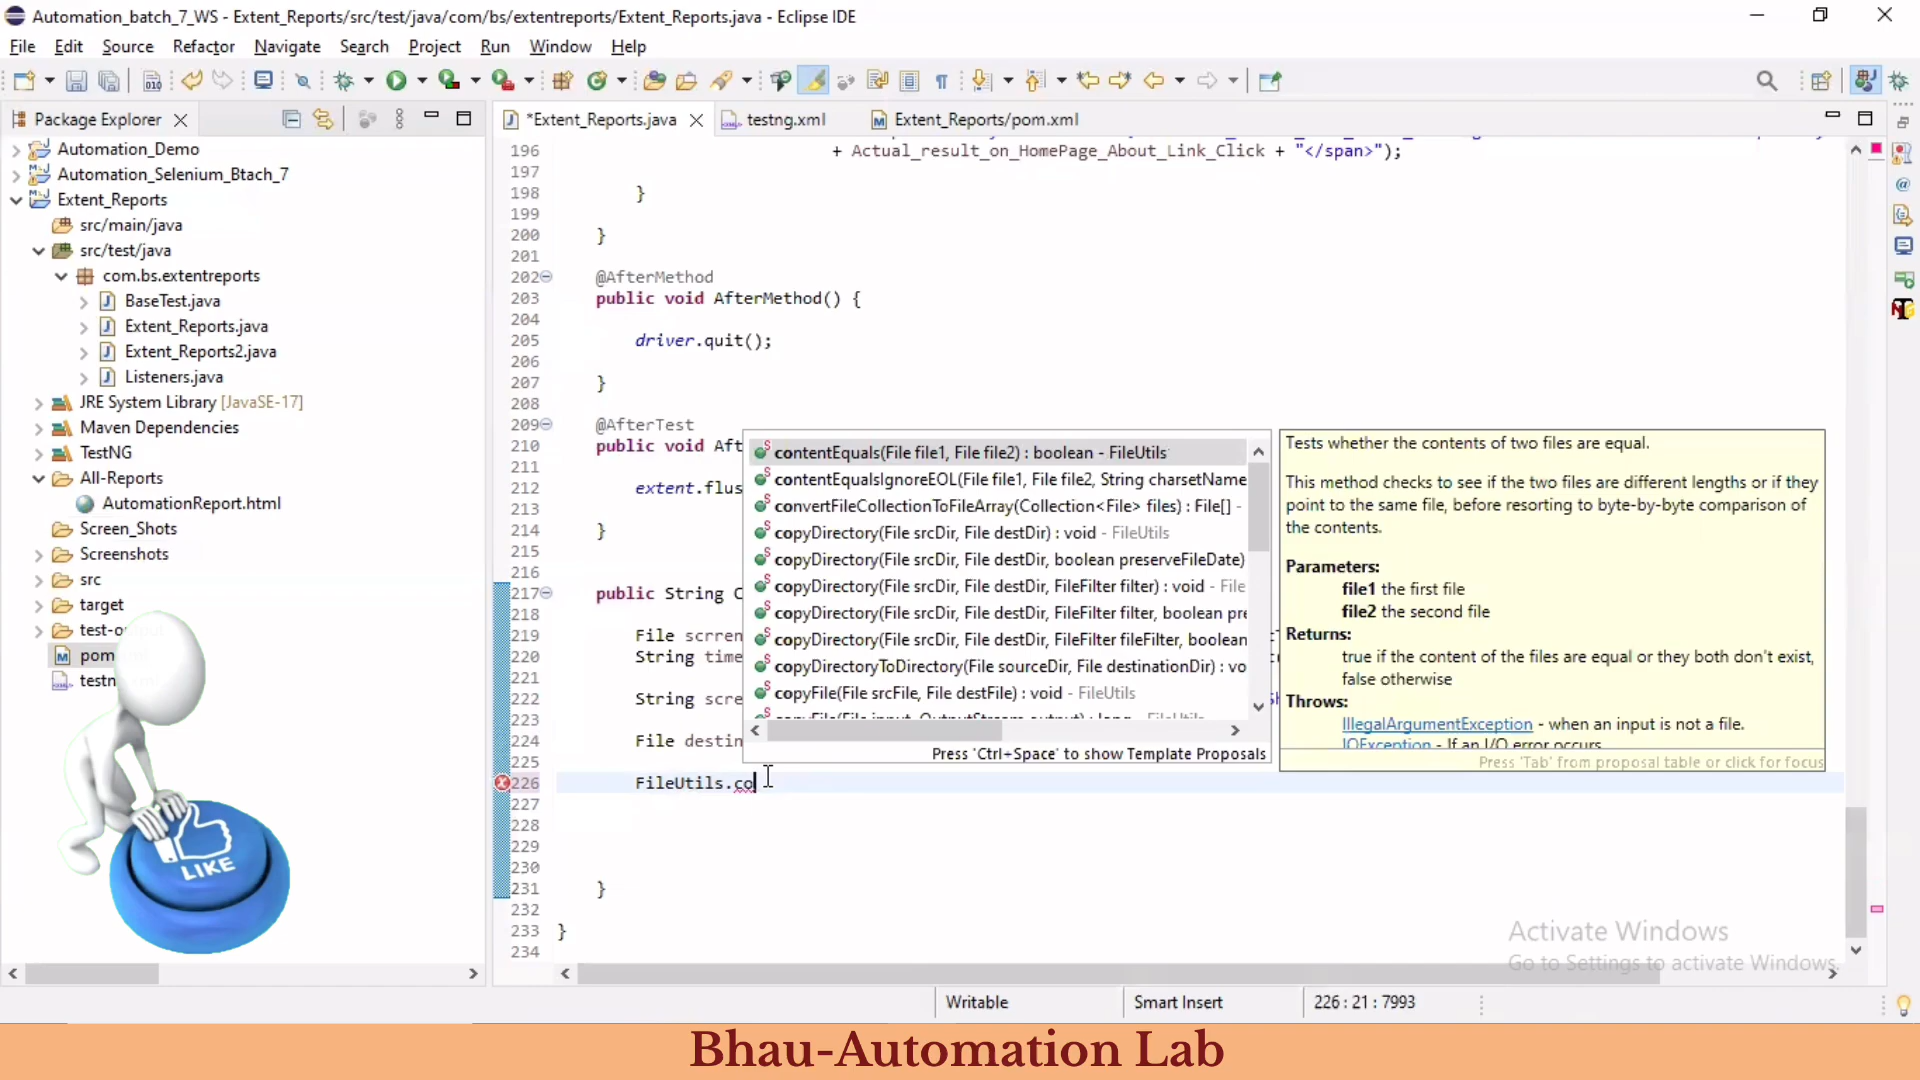 Automation_batch_7_WS - Extent_Reports/src/test/java/com/bs/extentreports/Extent_Reports.java - Eclipse IDE
File Edit Source Refactor Navigate Search Project Run Window Help
Package Explorer
*Extent_Reports.java testng.xml Extent_Reports/pom.xml
Automation_Demo
Automation_Selenium_Btach_7
Extent_Reports
src/main/java
src/test/java
com.bs.extentreports
BaseTest.java
Extent_Reports.java
Extent_Reports2.java
Listeners.java
JRE System Library [JavaSE-17]
Maven Dependencies
TestNG
All-Reports
AutomationReport.html
Screen_Shots
Screenshots
src
target
test-o
pom
testn
LIKE
196 + Actual_result_on_HomePage_About_Link_Click + "</span>");
197
198 }
199
200 }
201
202 @AfterMethod
203 public void AfterMethod() {
204
205 driver.quit();
206
207 }
208
209 @AfterTest
210 public void Aft
211
212 extent.flus
213
214 }
215
216
217 public String C
218
219 File scrren
220 String time
221
222 String scre
223
224 File destin
225
226 FileUtils.co
227
228
229
230
231 }
232
233 }
234
contentEquals(File file1, File file2) : boolean - FileUtils
contentEqualsIgnoreEOL(File file1, File file2, String charsetName
convertFileCollectionToFileArray(Collection<File> files) : File[] -
copyDirectory(File srcDir, File destDir) : void - FileUtils
copyDirectory(File srcDir, File destDir, boolean preserveFileDate)
copyDirectory(File srcDir, File destDir, FileFilter filter) : void - File
copyDirectory(File srcDir, File destDir, FileFilter filter, boolean pre
copyDirectory(File srcDir, File destDir, FileFilter fileFilter, boolean
copyDirectoryToDirectory(File sourceDir, File destinationDir) : vo
copyFile(File srcFile, File destFile) : void - FileUtils
Press 'Ctrl+Space' to show Template Proposals
Tests whether the contents of two files are equal.
This method checks to see if the two files are different lengths or if they
point to the same file, before resorting to byte-by-byte comparison of
the contents.
Parameters:
file1 the first file
file2 the second file
Returns:
true if the content of the files are equal or they both don't exist,
false otherwise
Throws:
IllegalArgumentException - when an input is not a file.
IOException - If an I/O error occurs
Press 'Tab' from proposal table or click for focus
Activate Windows
Go to Settings to activate Windows.
Writable Smart Insert 226 : 21 : 7993
Bhau-Automation Lab